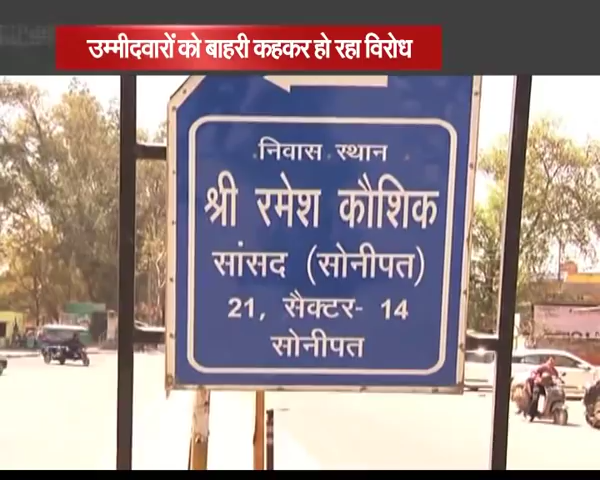 उम्मीदवारों को बाहरी कहकर हो रहा विरोध
निवास स्थान
श्री रमेश कौशिक
सांसद (सोनीपत)
21, सैक्टर- 14
सोनीपत